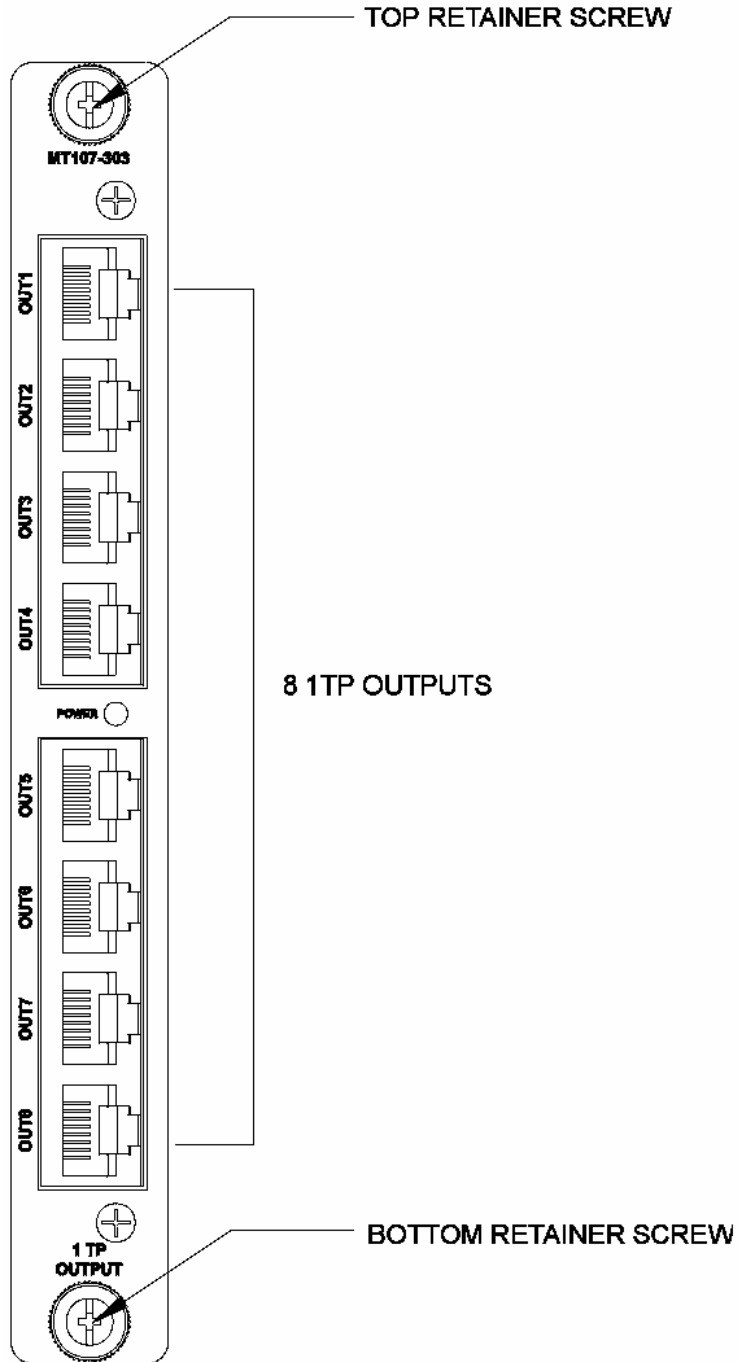 TOP RETAINER SCREW
MT107-303
OUT1
OUT2
OUT3
OUT4
8 1TP OUTPUTS
POWER
OUT5
OUT6
OUT7
OUT8
1 TP
OUTPUT
BOTTOM RETAINER SCREW